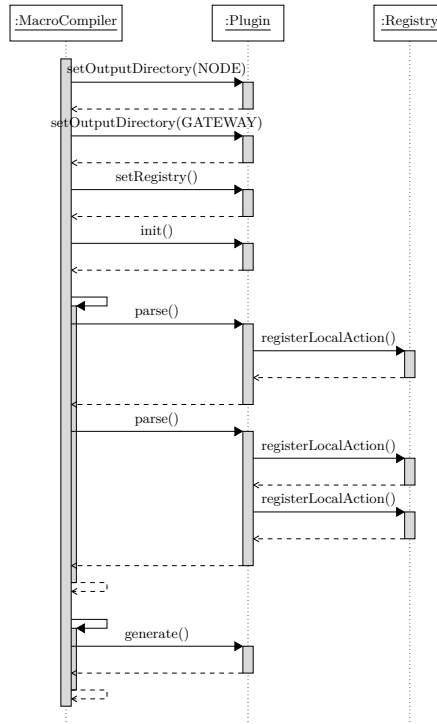 :MacroCompiler
:Plugin
:Registry
setOutputDirectory(NODE)
setOutputDirectory(GATEWAY)
setRegistry()
init()
parse()
registerLocalAction()
parse()
registerLocalAction()
registerLocalAction()
generate()